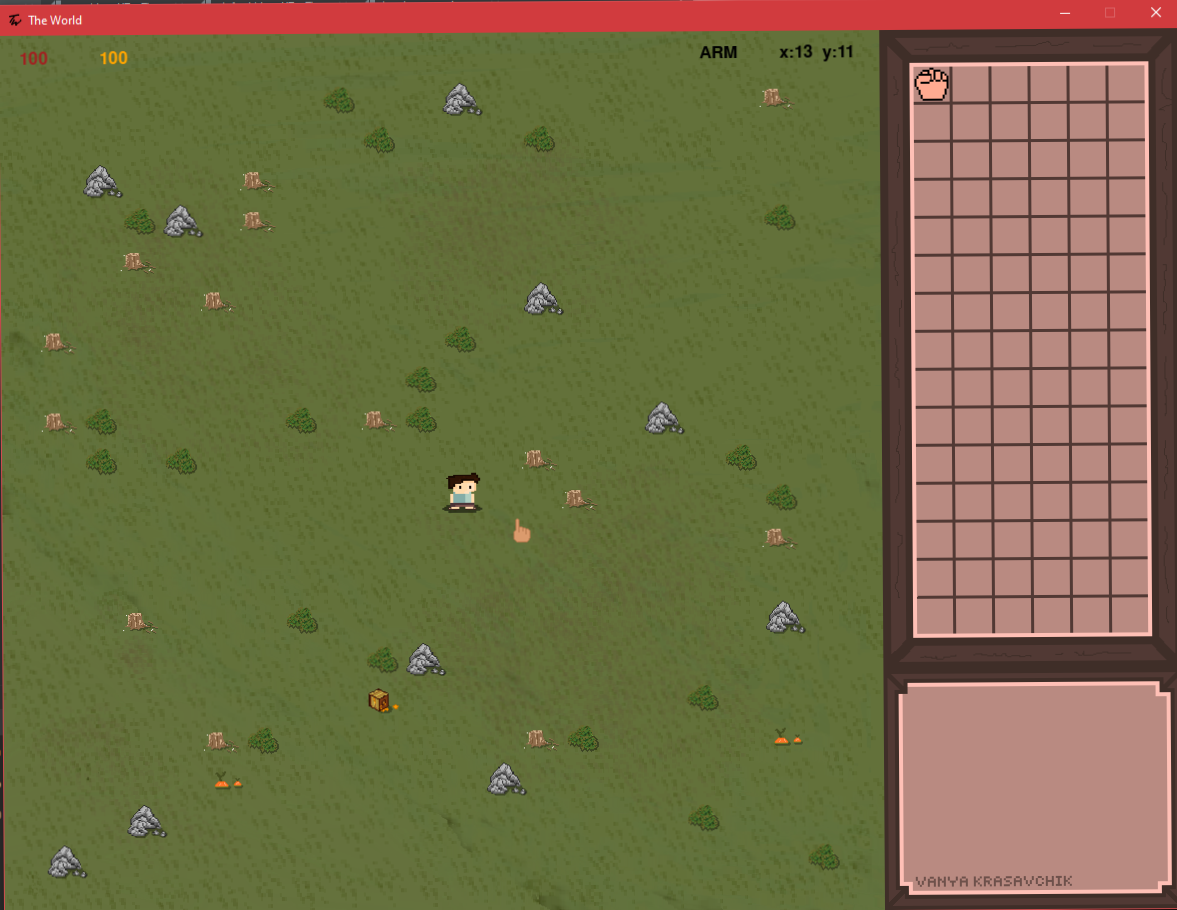 The World
100 100 ARM x:13 y:11
VANYA KRASAVCHIK